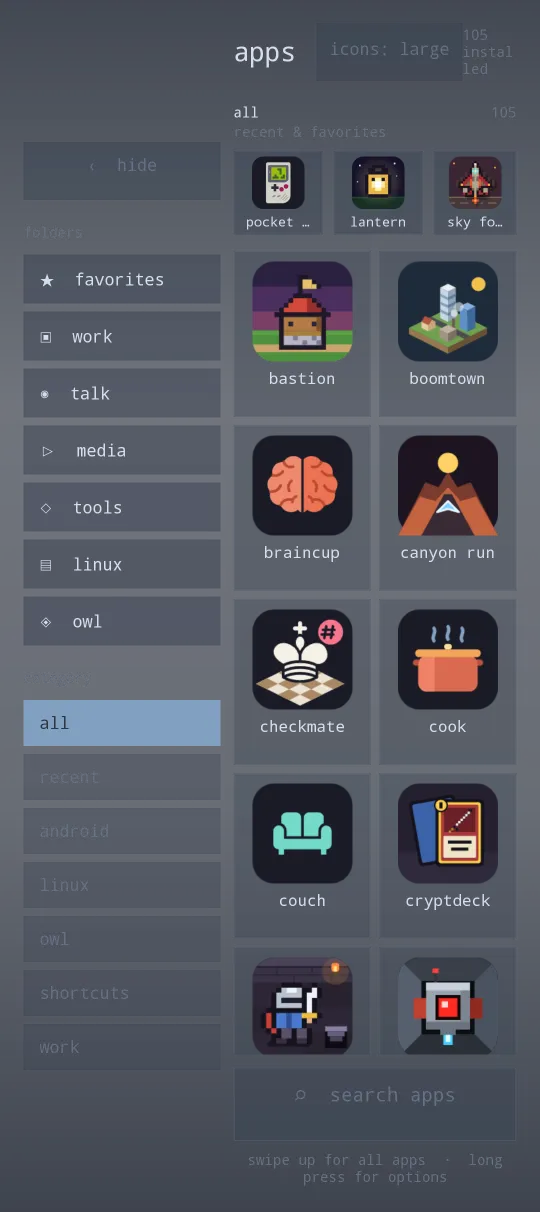 apps
icons: large
105
instal
led
all
105
recent & favorites
‹ hide
pocket …
lantern
sky fo…
folders
★ favorites
▣ work
◉ talk
▷ media
◇ tools
▤ linux
◈ owl
all
recent
android
linux
owl
shortcuts
work
bastion
boomtown
braincup
canyon run
#
checkmate
cook
couch
cryptdeck
⌕ search apps
swipe up for all apps · long
press for options